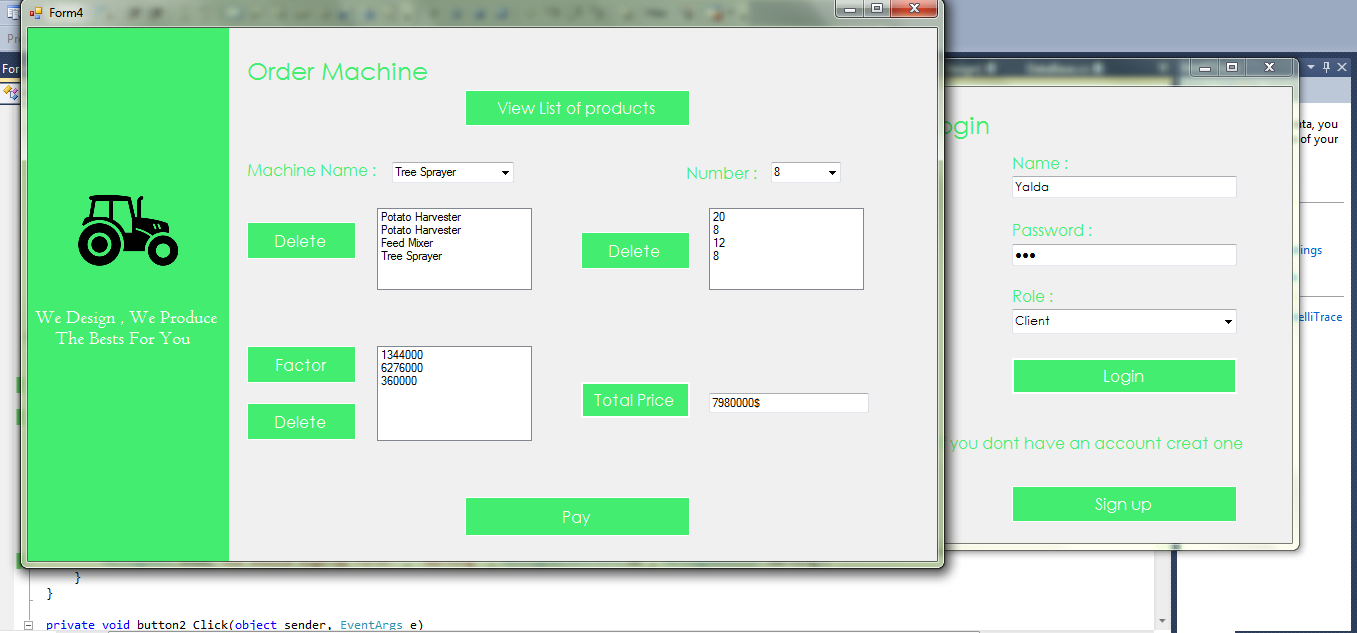 Form4
For
Order Machine
View List of products
Machine Name :
Tree Sprayer
Number :
8
Delete
Potato Harvester
Potato Harvester
Feed Mixer
Tree Sprayer
Delete
20
8
12
8
We Design , We Produce
The Bests For You
Factor
1344000
6276000
360000
Delete
Total Price
7980000$
Pay
ogin
Name :
Yalda
Password :
●●●
Role :
Client
Login
you dont have an account creat one
Sign up
ata, you
of your
ings
elliTrace
}
}
private void button2_Click(object sender, EventArgs e)